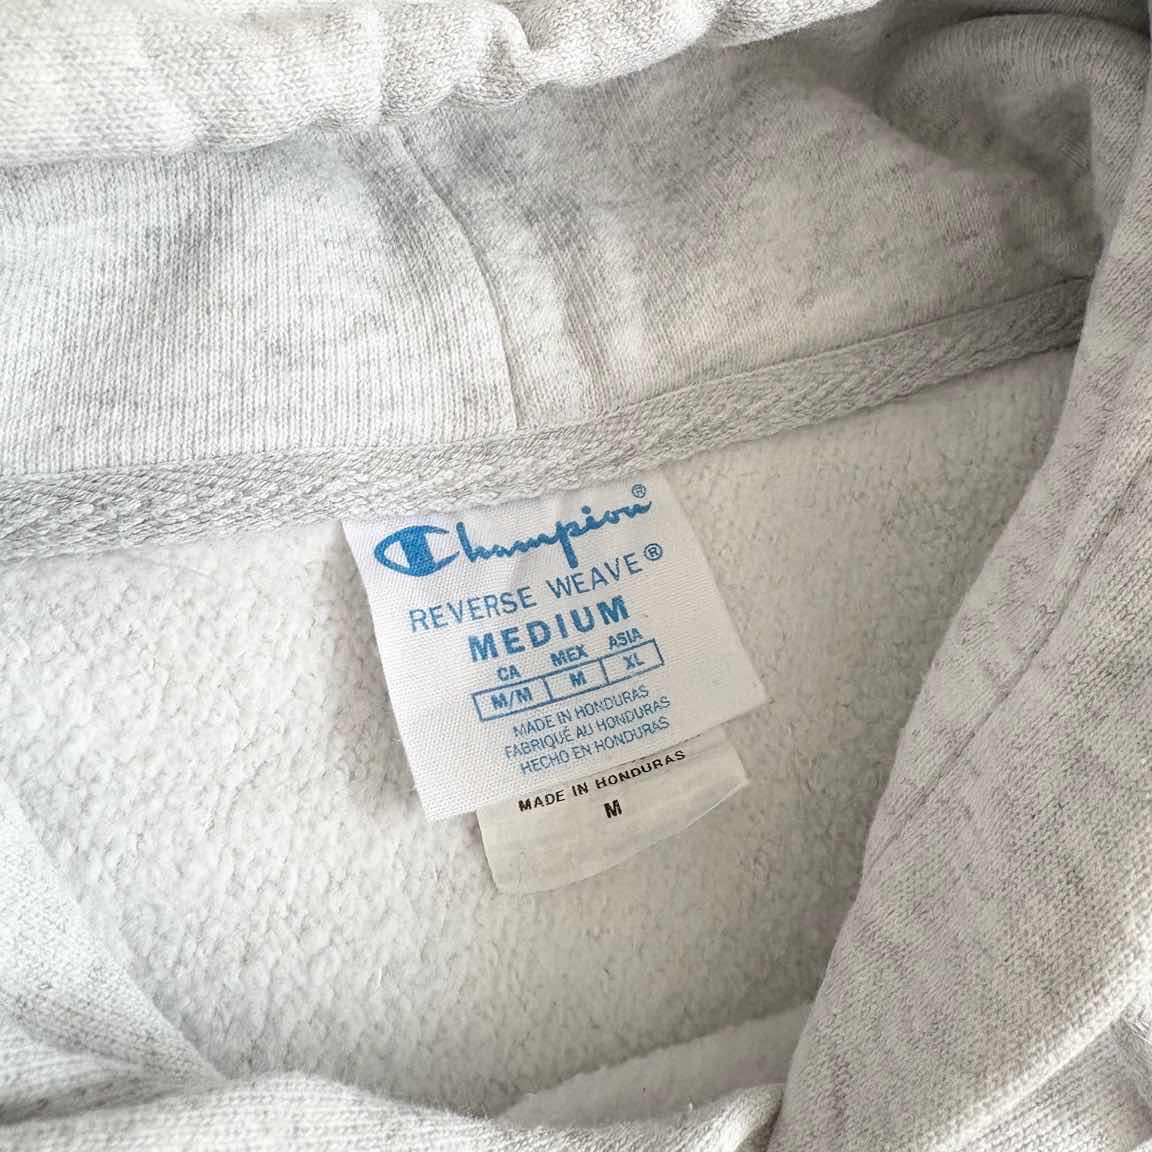 Champion®
REVERSE WEAVE®
MEDIUM
CA MEX ASIA
M/M M XL
MADE IN HONDURAS
FABRIQUÉ AU HONDURAS
HECHO EN HONDURAS
MADE IN HONDURAS
M